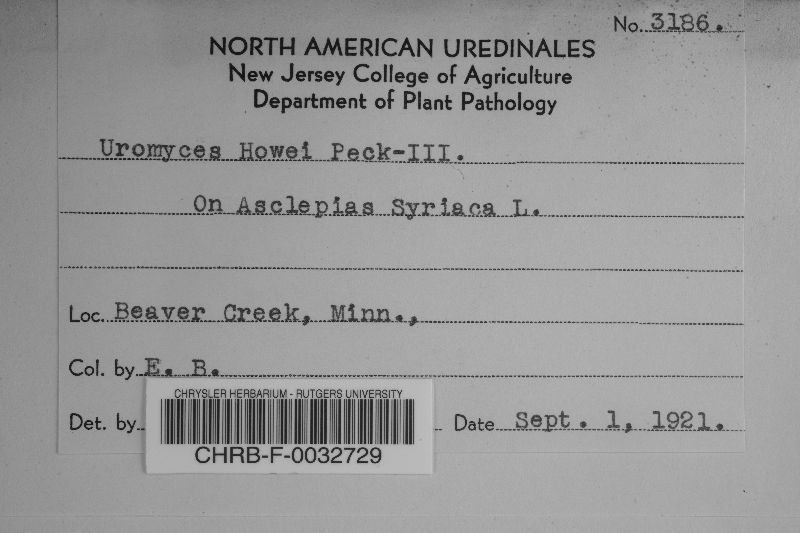 No. 3186.
NORTH AMERICAN UREDINALES
New Jersey College of Agriculture
Department of Plant Pathology
Uromyces Howei Peck-III.
On Asclepias Syriaca L.
Loc. Beaver Creek, Minn.,
Col. by E. B.
Det. by Date Sept. 1, 1921.
CHRYSLER HERBARIUM - RUTGERS UNIVERSITY
CHRB-F-0032729